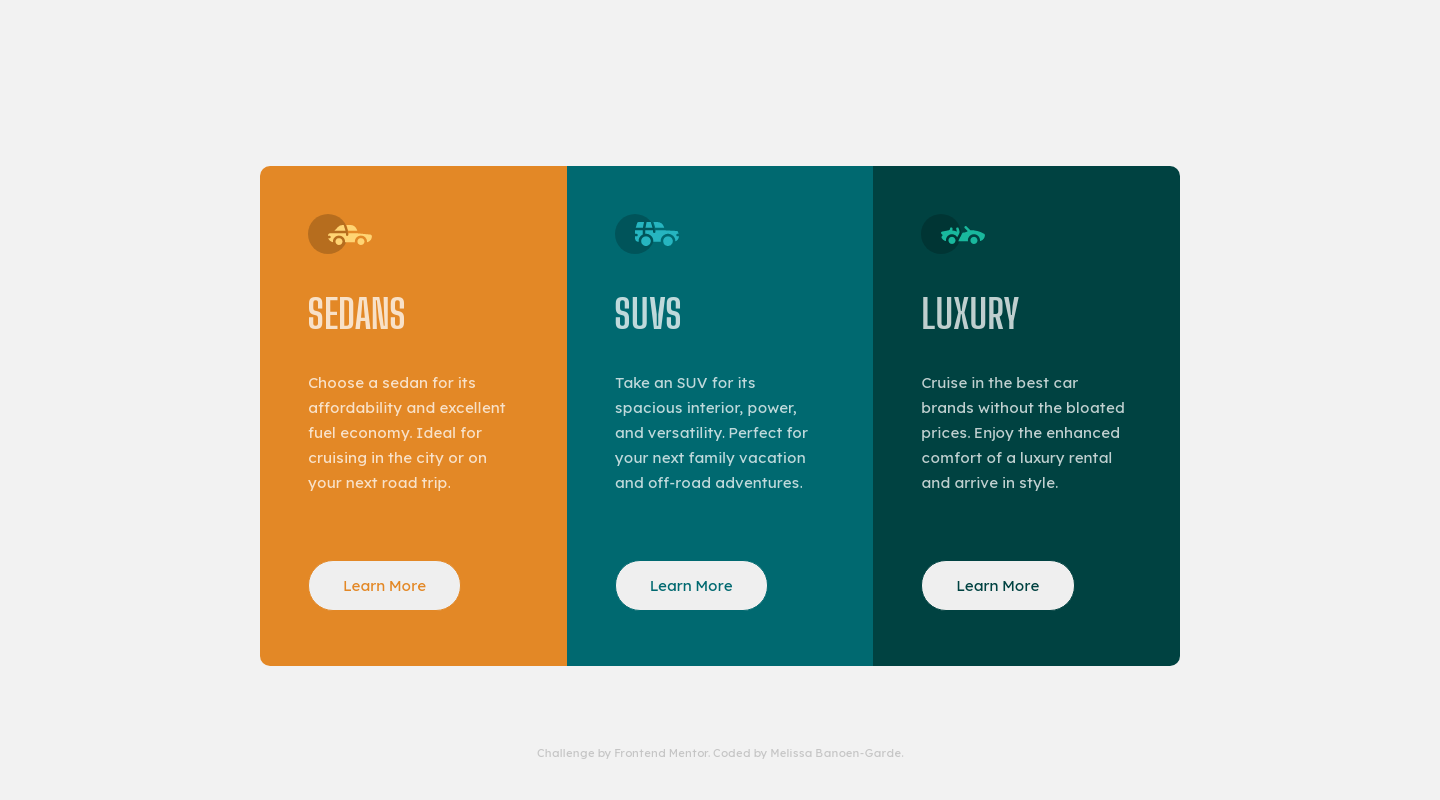 SEDANS
Choose a sedan for its
affordability and excellent
fuel economy. Ideal for
cruising in the city or on
your next road trip.
Learn More
SUVS
Take an SUV for its
spacious interior, power,
and versatility. Perfect for
your next family vacation
and off-road adventures.
Learn More
LUXURY
Cruise in the best car
brands without the bloated
prices. Enjoy the enhanced
comfort of a luxury rental
and arrive in style.
Learn More
Challenge by Frontend Mentor. Coded by Melissa Banoen-Garde.